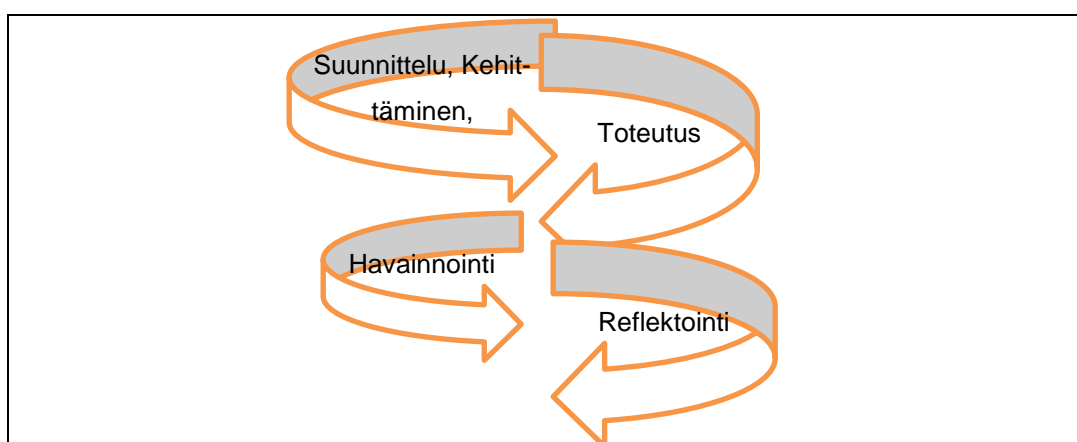 Suunnittelu, Kehit-
täminen,
Toteutus
Havainnointi
Reflektointi